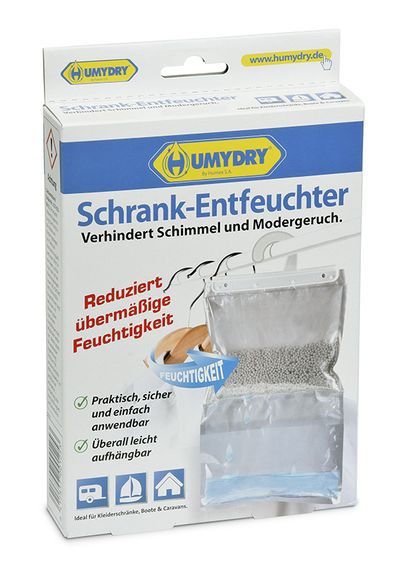 HUMYDRY
www.humydry.de
Schrank-Entfeuchter
Verhindert Schimmel und Modergeruch.
HUMYDRY
By Humex S.A.
Schrank-Entfeuchter
Verhindert Schimmel und Modergeruch.
Reduziert
übermäßige
Feuchtigkeit
FEUCHTIGKEIT
Praktisch, sicher
und einfach
anwendbar
Überall leicht
aufhängbar
Ideal für Kleiderschränke, Boote & Caravans.